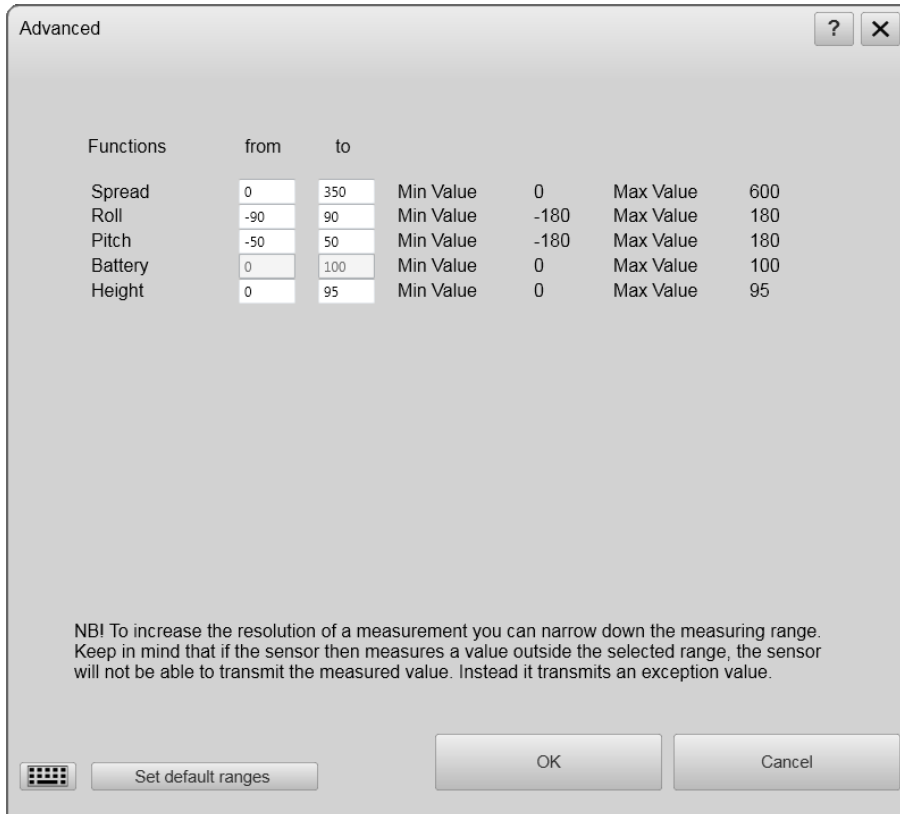 Advanced ?
Functions from to
Spread 0 350 Min Value 0 Max Value 600
Roll -90 90 Min Value -180 Max Value 180
Pitch -50 50 Min Value -180 Max Value 180
Battery 0 100 Min Value 0 Max Value 100
Height 0 95 Min Value 0 Max Value 95
NB! To increase the resolution of a measurement you can narrow down the measuring range.
Keep in mind that if the sensor then measures a value outside the selected range, the sensor
will not be able to transmit the measured value. Instead it transmits an exception value.
Set default ranges OK Cancel